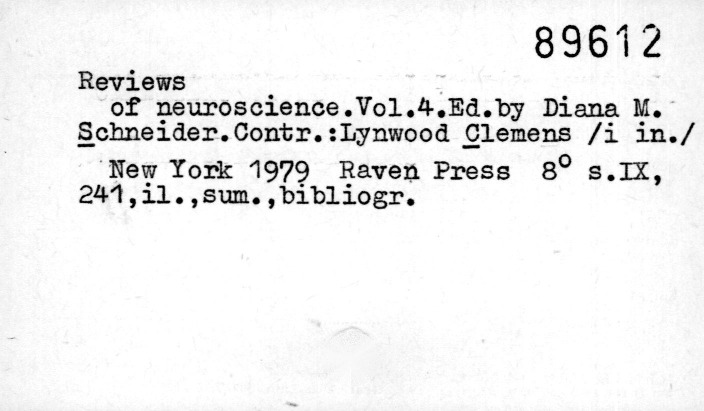 89612
Reviews
of neuroscience.Vol.4.Ed.by Diana M.
Schneider.Contr.:Lynwood Clemens /i in./
New York 1979 Raven Press 8° s.IX,
241,il.,sum.,bibliogr.